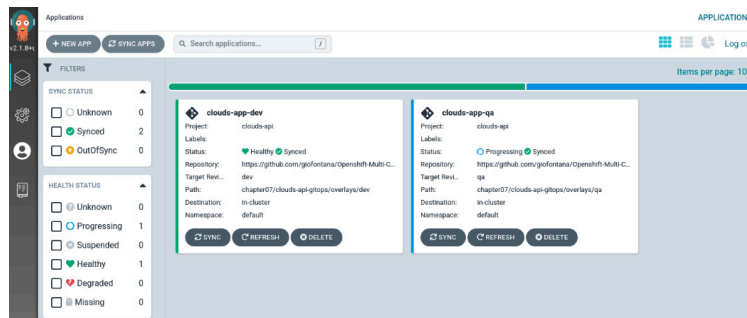 Applications
APPLICATION
v2.1.8+
+ NEW APP
SYNC APPS
Search applications...
/
Log o
FILTERS
Items per page: 10
SYNC STATUS
Unknown 0
Synced 2
OutOfSync 0
HEALTH STATUS
Unknown 0
Progressing 1
Suspended 0
Healthy 1
Degraded 0
Missing 0
clouds-app-dev
Project: clouds-api
Labels:
Status: Healthy Synced
Repository: https://github.com/giofontana/Openshift-Multi-C...
Target Revi... dev
Path: chapter07/clouds-api-gitops/overlays/dev
Destination: in-cluster
Namespace: default
SYNC REFRESH DELETE
clouds-app-qa
Project: clouds-api
Labels:
Status: Progressing Synced
Repository: https://github.com/giofontana/Openshift-Multi-C...
Target Revi... qa
Path: chapter07/clouds-api-gitops/overlays/qa
Destination: in-cluster
Namespace: default
SYNC REFRESH DELETE